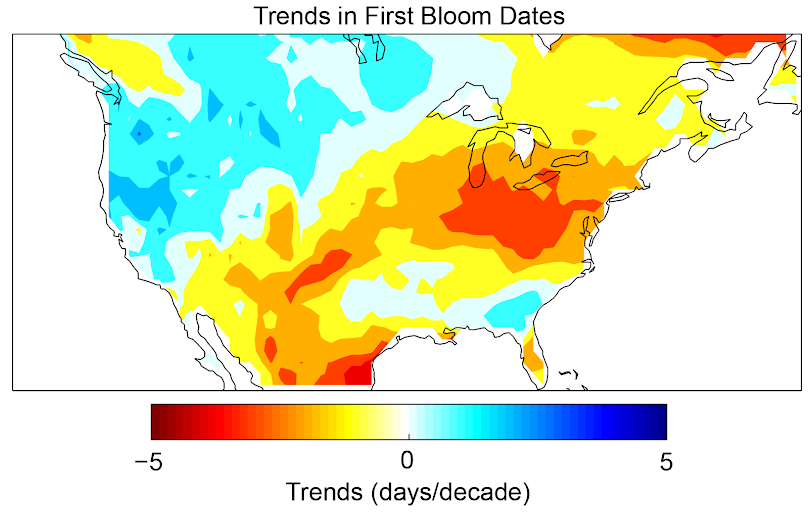 Trends in First Bloom Dates
−5 0 5
Trends (days/decade)